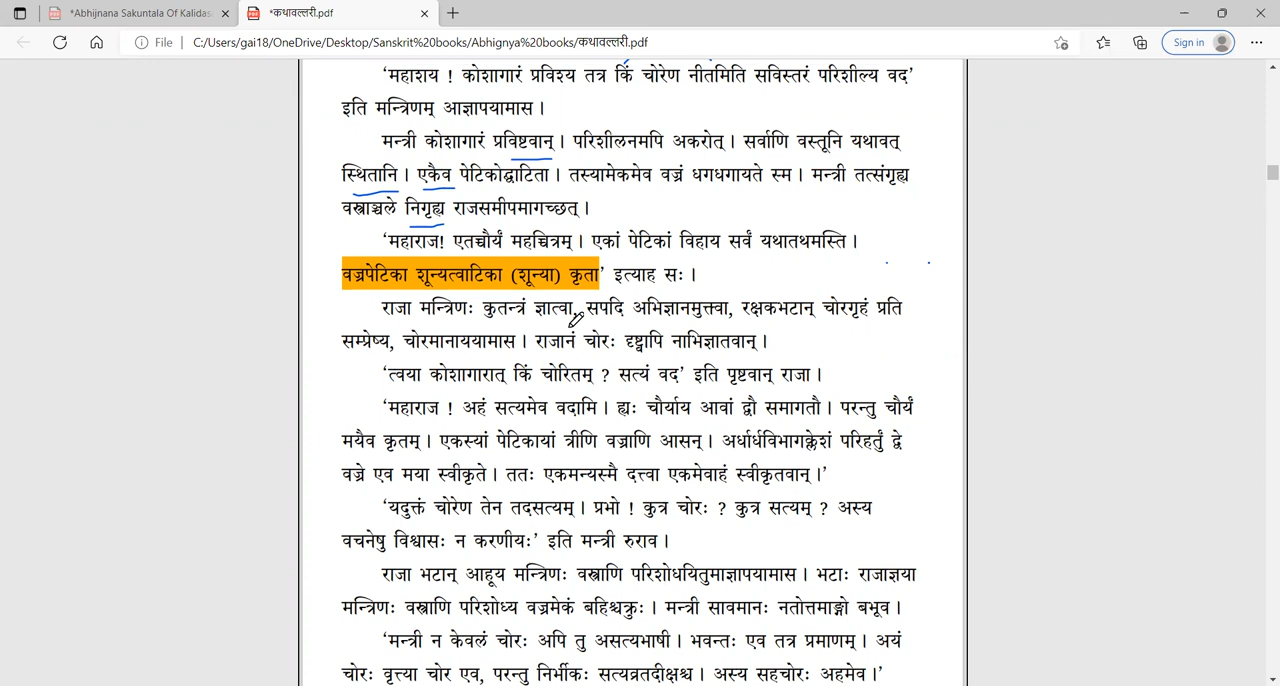 *Abhijnana Sakuntala Of Kalidas
*कथावल्लरी.pdf
File
C:/Users/gai18/OneDrive/Desktop/Sanskrit%20books/Abhignya%20books/कथावल्लरी.pdf
Sign in
‘महाशय ! कोशागारं प्रविश्य तत्र किं चोरेण नीतमिति सविस्तरं परिशील्य वद’
इति मन्त्रिणम् आज्ञापयामास ।
मन्त्री कोशागारं प्रविष्टवान् । परिशीलनमपि अकरोत् । सर्वाणि वस्तूनि यथावत्
स्थितानि । एकैव पेटिकोद्घाटिता । तस्यामेकमेव वज्रं धगधगायते स्म । मन्त्री तत्संगृह्य
वस्त्राञ्चले निगृह्य राजसमीपमागच्छत् ।
‘महाराज! एतच्चौर्यं महच्चित्रम् । एकां पेटिकां विहाय सर्वं यथातथमस्ति ।
वज्रपेटिका शून्यत्वाटिका (शून्या) कृता’ इत्याह सः ।
राजा मन्त्रिणः कुतन्त्रं ज्ञात्वा, सपदि अभिज्ञानमुक्त्वा, रक्षकभटान् चोरगृहं प्रति
सम्प्रेष्य, चोरमानाययामास । राजानं चोरः दृष्ट्वापि नाभिज्ञातवान् ।
‘त्वया कोशागारात् किं चोरितम् ? सत्यं वद’ इति पृष्टवान् राजा ।
‘महाराज ! अहं सत्यमेव वदामि । ह्यः चौर्याय आवां द्वौ समागतौ । परन्तु चौर्यं
मयैव कृतम् । एकस्यां पेटिकायां त्रीणि वज्राणि आसन् । अर्धार्धविभागक्लेशं परिहर्तुं द्वे
वज्रे एव मया स्वीकृते । ततः एकमन्यस्मै दत्त्वा एकमेवाहं स्वीकृतवान् ।’
‘यदुक्तं चोरेण तेन तदसत्यम् । प्रभो ! कुत्र चोरः ? कुत्र सत्यम् ? अस्य
वचनेषु विश्वासः न करणीयः’ इति मन्त्री रुराव ।
राजा भटान् आहूय मन्त्रिणः वस्त्राणि परिशोधयितुमाज्ञापयामास । भटाः राजाज्ञया
मन्त्रिणः वस्त्राणि परिशोध्य वज्रमेकं बहिश्चक्रुः । मन्त्री सावमानः नतोत्तमाङ्गो बभूव ।
‘मन्त्री न केवलं चोरः अपि तु असत्यभाषी । भवन्तः एव तत्र प्रमाणम् । अयं
चोरः वृत्त्या चोर एव, परन्तु निर्भीकः सत्यव्रतदीक्षश्च । अस्य सहचोरः अहमेव ।’